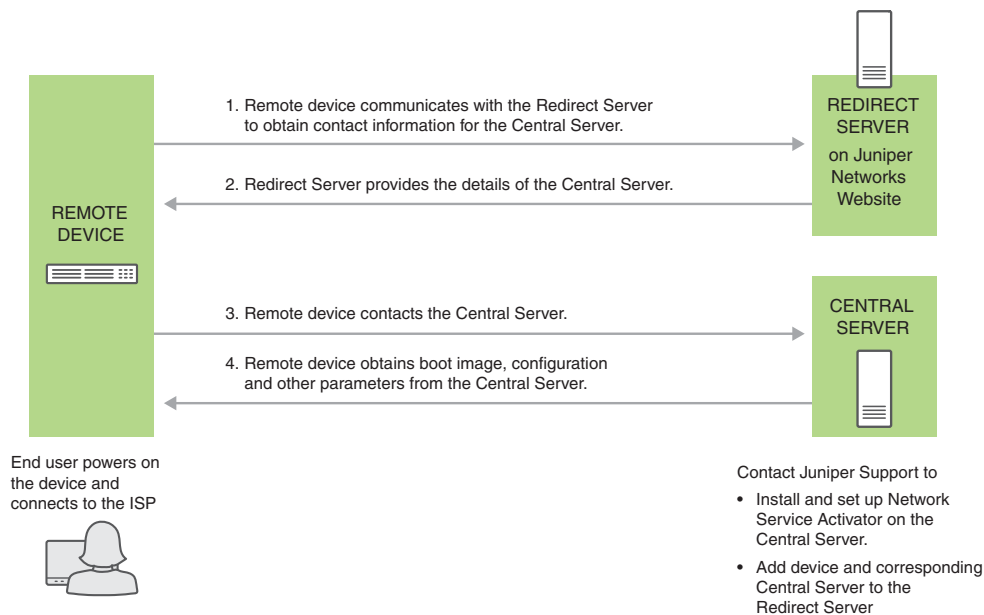 1. Remote device communicates with the Redirect Server
to obtain contact information for the Central Server.
REDIRECT
SERVER
on Juniper
Networks
Website
2. Redirect Server provides the details of the Central Server.
REMOTE
DEVICE
3. Remote device contacts the Central Server.
CENTRAL
SERVER
4. Remote device obtains boot image, configuration
and other parameters from the Central Server.
End user powers on
the device and
connects to the ISP
Contact Juniper Support to
• Install and set up Network
Service Activator on the
Central Server.
• Add device and corresponding
Central Server to the
Redirect Server